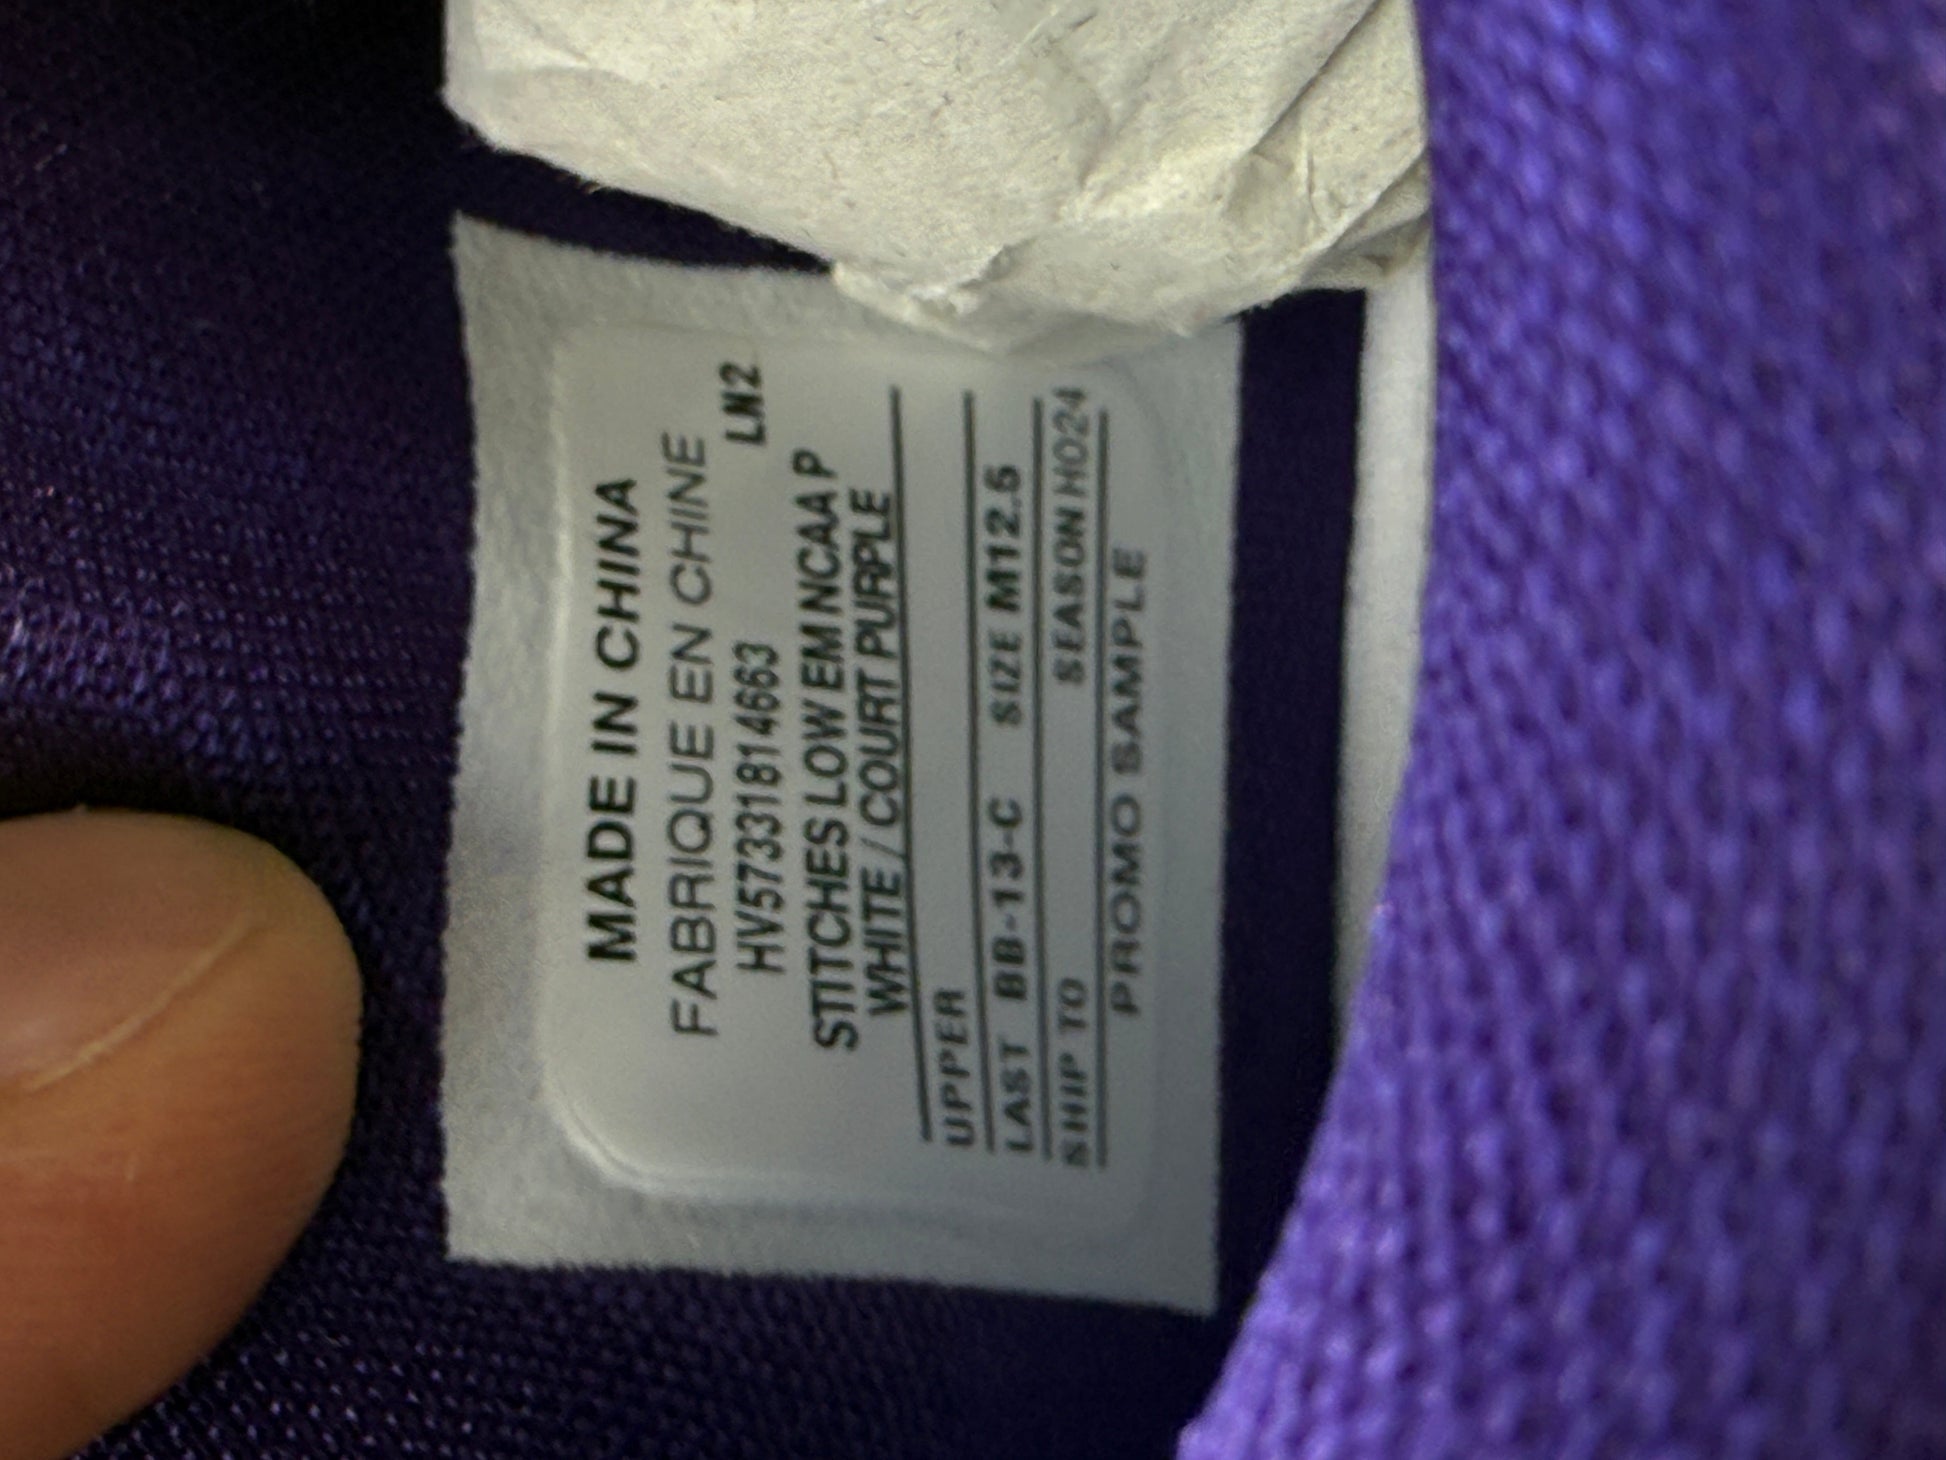 MADE IN CHINA
FABRIQUE EN CHINE
HV5733181 4663 LN2
STITCHES LOW EM NCAA P
WHITE / COURT PURPLE
UPPER
LAST BB-13-C SIZE M12.5
SHIP TO SEASON HO24
PROMO SAMPLE